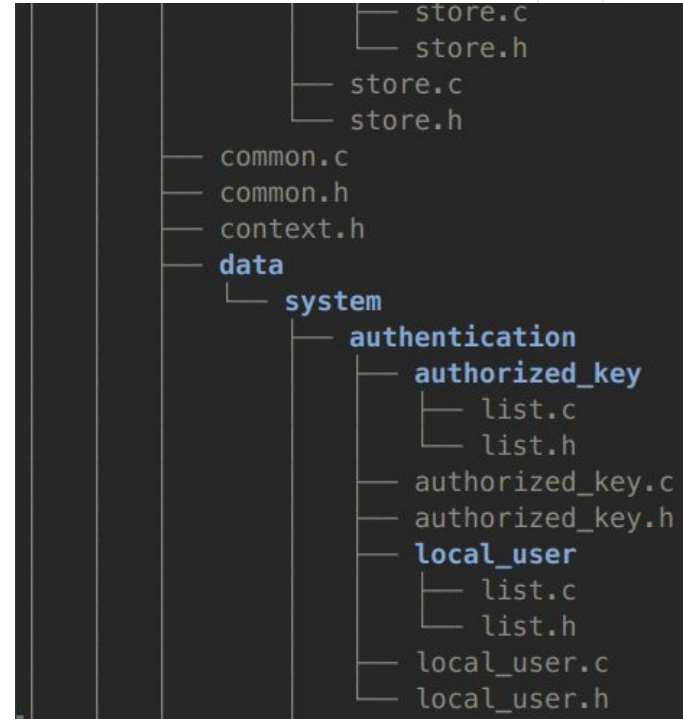 store.c
store.h
store.c
store.h
common.c
common.h
context.h
data
system
authentication
authorized_key
list.c
list.h
authorized_key.c
authorized_key.h
local_user
list.c
list.h
local_user.c
local_user.h